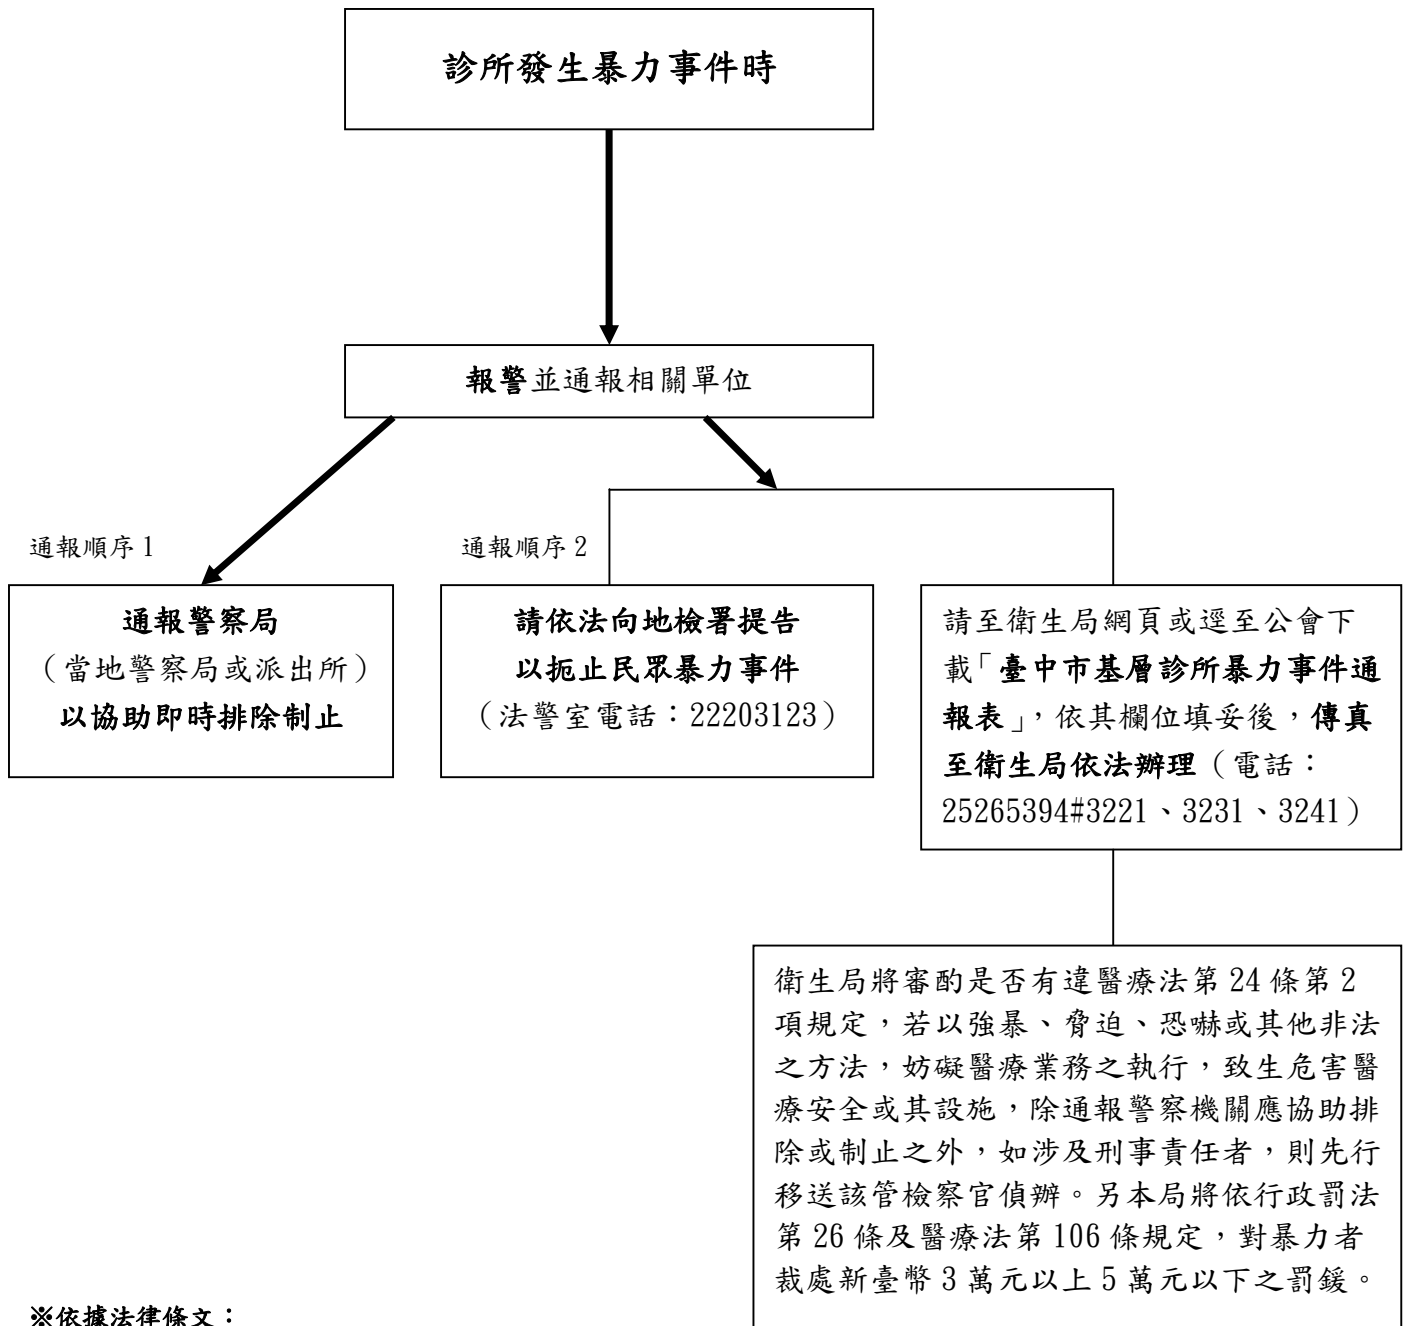 診所發生暴力事件時
報警並通報相關單位
通報順序 1
通報警察局
（當地警察局或派出所）
以協助即時排除制止
通報順序 2
請依法向地檢署提告
以扼止民眾暴力事件
（法警室電話：22203123）
請至衛生局網頁或逕至公會下
載「臺中市基層診所暴力事件通
報表」，依其欄位填妥後，傳真
至衛生局依法辦理（電話：
25265394#3221、3231、3241）
衛生局將審酌是否有違醫療法第 24 條第 2
項規定，若以強暴、脅迫、恐嚇或其他非法
之方法，妨礙醫療業務之執行，致生危害醫
療安全或其設施，除通報警察機關應協助排
除或制止之外，如涉及刑事責任者，則先行
移送該管檢察官偵辦。另本局將依行政罰法
第 26 條及醫療法第 106 條規定，對暴力者
裁處新臺幣 3 萬元以上 5 萬元以下之罰鍰。
※依據法律條文：